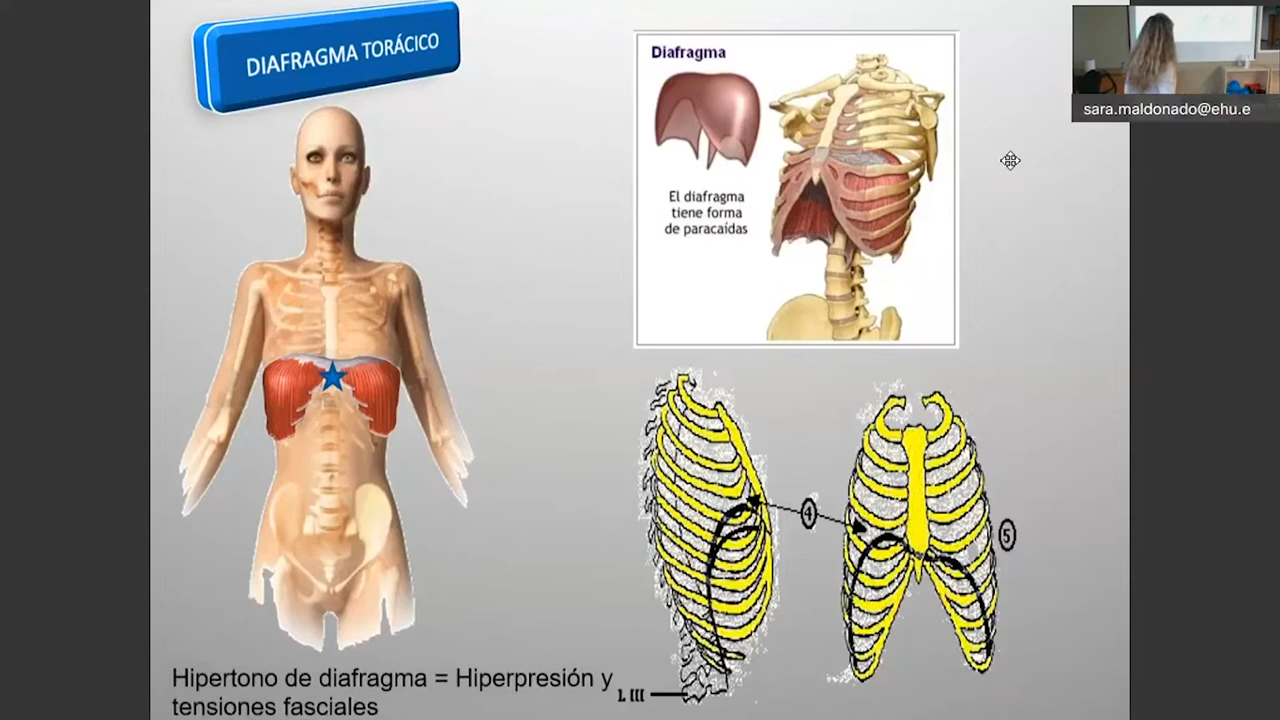 DIAFRAGMA TORÁCICO
Diafragma
El diafragma
tiene forma
de paracaídas
sara.maldonado@ehu.e
4
5
L III
Hipertono de diafragma = Hiperpresión y
tensiones fasciales